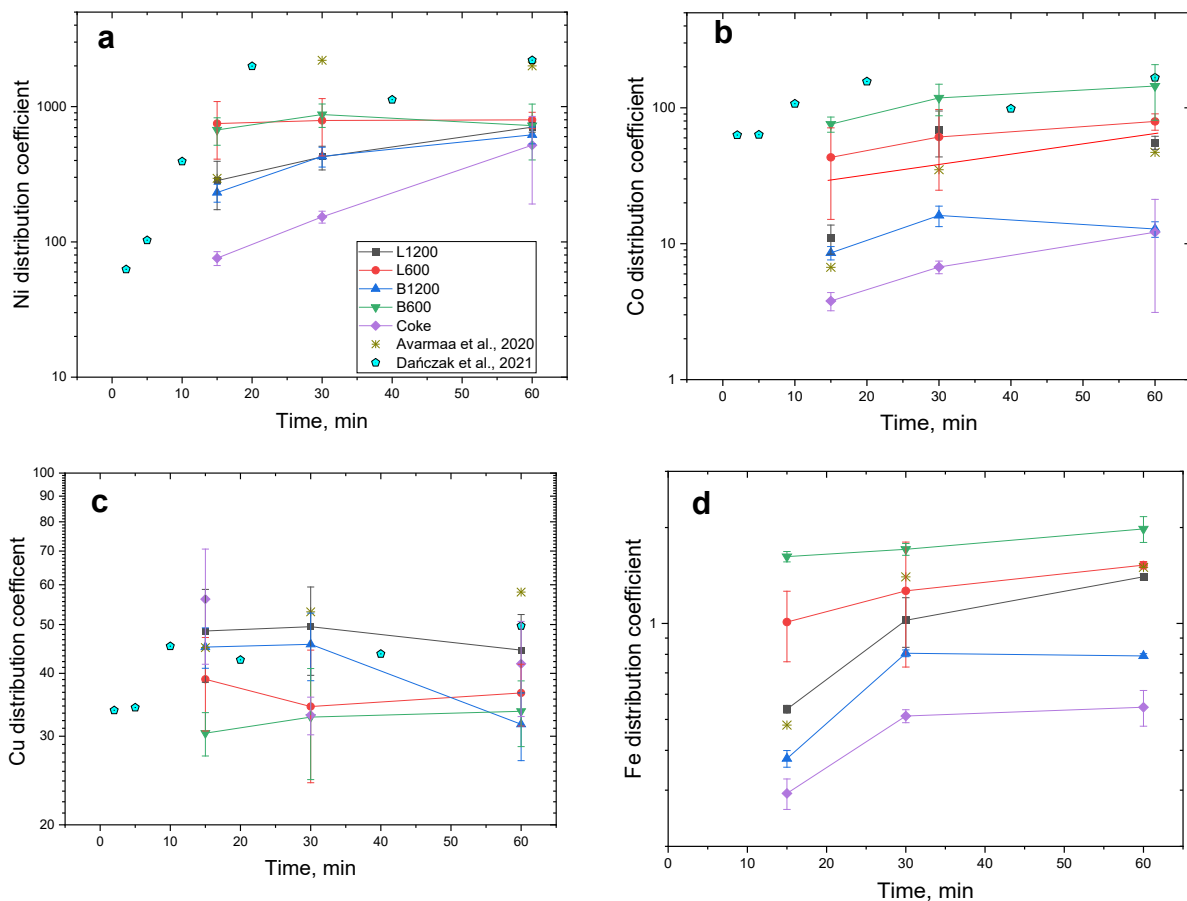 a
Ni distribution coefficient
1000
100
10
0
10
20
30
40
50
60
Time, min
L1200
L600
B1200
B600
Coke
Avarmaa et al., 2020
Dańczak et al., 2021
b
Co distribution coefficient
100
10
1
0
10
20
30
40
50
60
Time, min
c
Cu distribution coefficent
100
90
80
70
60
50
40
30
20
0
10
20
30
40
50
60
Time, min
d
Fe distribution coefficient
1
0
10
20
30
40
50
60
Time, min